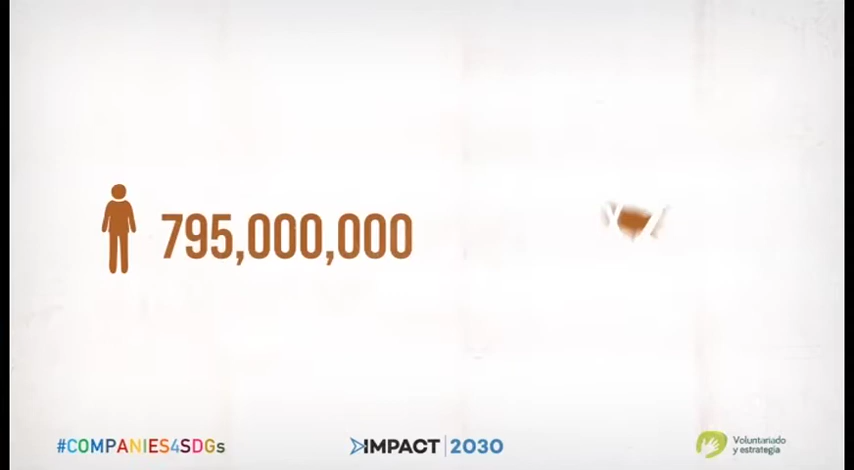 795,000,000
#COMPANIES4SDGs
IMPACT 2030
Voluntariado
y estrategia